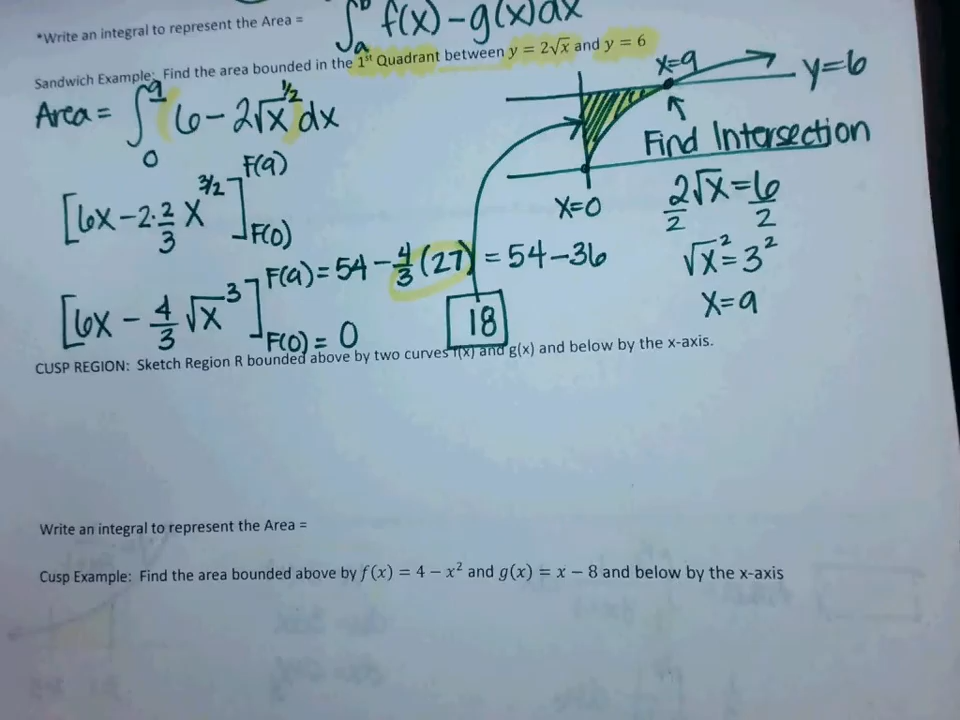 *Write an integral to represent the Area = ∫ₐᵇ f(x) – g(x) dx
Sandwich Example: Find the area bounded in the 1st Quadrant between y = 2√x and y = 6
Area = ∫₀⁹ 6 – 2√x^1/2 dx
[6x – 2·2/3 x^3/2] F(9) F(0)
[6x – 4/3 √x³] F(9) = 54 – 4/3 (27) = 54 – 36
F(0) = 0
18
x=9
y=6
Find Intersection
x=0
2√x/2 = 6/2
√x² = 3²
x=9
CUSP REGION: Sketch Region R bounded above by two curves f(x) and g(x) and below by the x-axis.
Write an integral to represent the Area =
Cusp Example: Find the area bounded above by f(x) = 4 − x² and g(x) = x − 8 and below by the x-axis